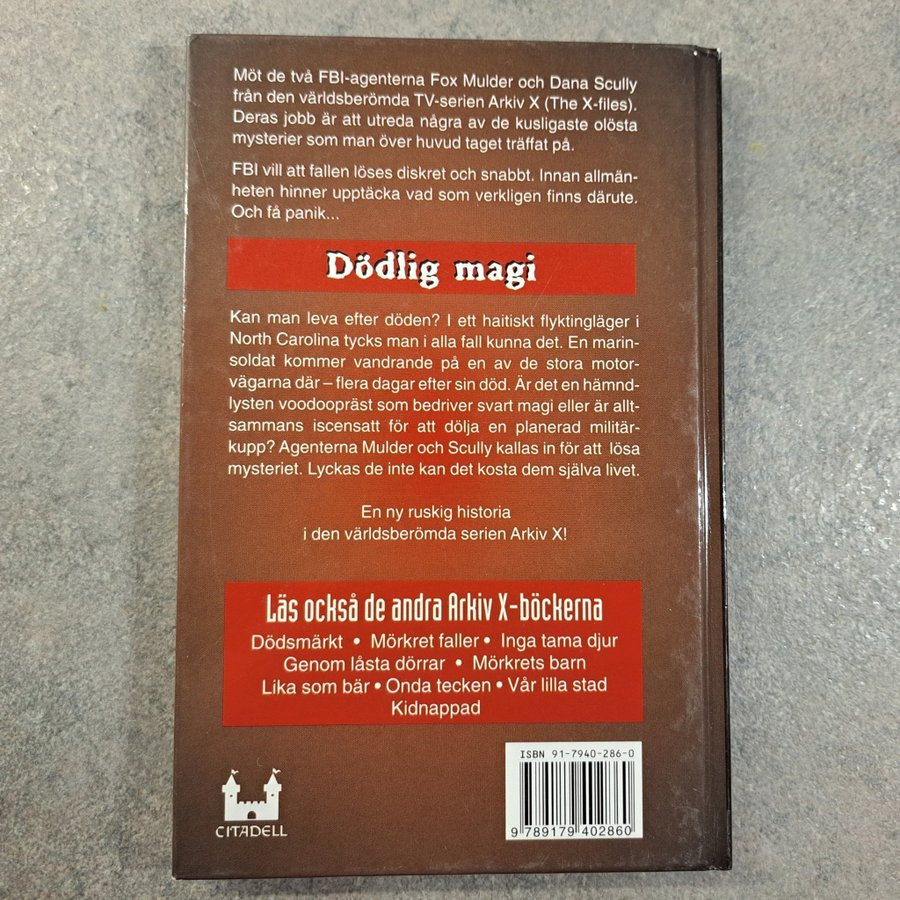 Möt de två FBI-agenterna Fox Mulder och Dana Scully
från den världsberömda TV-serien Arkiv X (The X-files).
Deras jobb är att utreda några av de kusligaste olösta
mysterier som man över huvud taget träffat på.
FBI vill att fallen löses diskret och snabbt. Innan allmän-
heten hinner upptäcka vad som verkligen finns därute.
Och få panik...
Dödlig magi
Kan man leva efter döden? I ett haitiskt flyktingläger i
North Carolina tycks man i alla fall kunna det. En marin-
soldat kommer vandrande på en av de stora motor-
vägarna där – flera dagar efter sin död. Är det en hämnd-
lysten voodoopräst som bedriver svart magi eller är allt-
sammans iscensatt för att dölja en planerad militär-
kupp? Agenterna Mulder och Scully kallas in för att lösa
mysteriet. Lyckas de inte kan det kosta dem själva livet.
En ny ruskig historia
i den världsberömda serien Arkiv X!
Läs också de andra Arkiv X-böckerna
Dödsmärkt • Mörkret faller • Inga tama djur
Genom låsta dörrar • Mörkrets barn
Lika som bär • Onda tecken • Vår lilla stad
Kidnappad
CITADELL
ISBN 91-7940-286-0
9 789179 402860